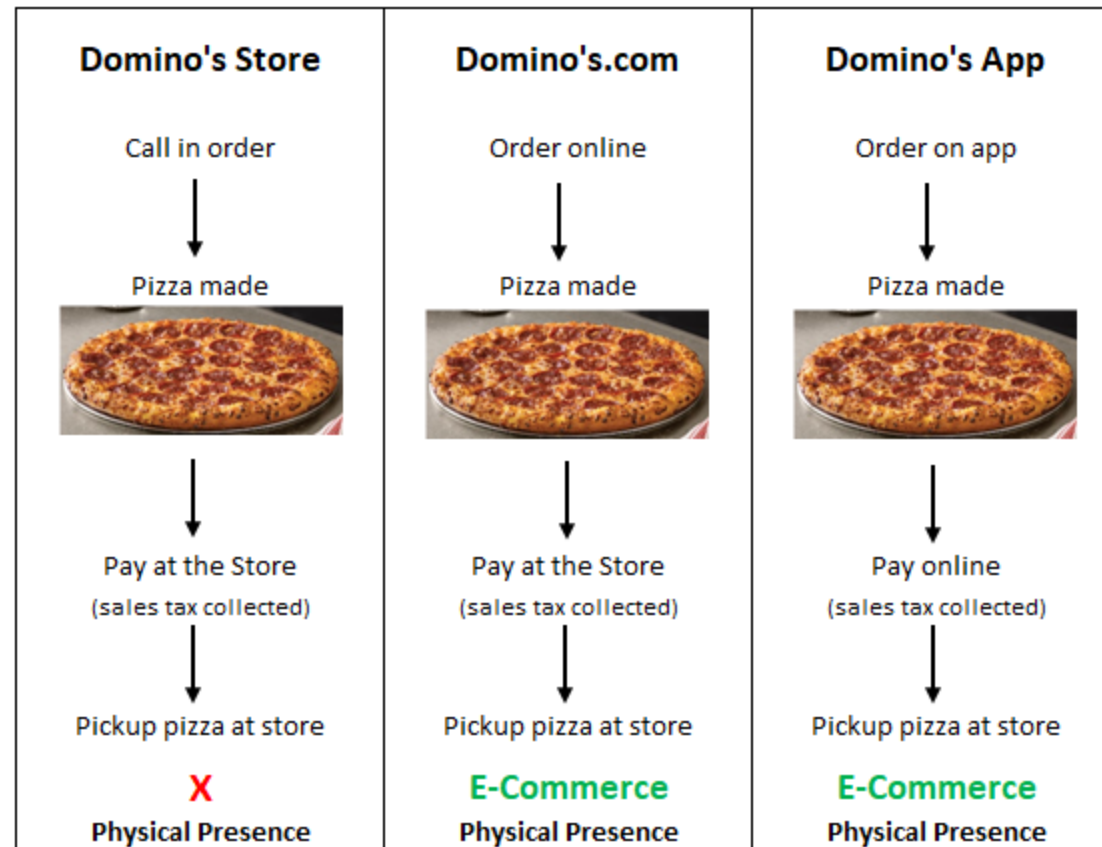 Domino's Store
Call in order
Pizza made
Pay at the Store
(sales tax collected)
Pickup pizza at store
X
Physical Presence
Domino's.com
Order online
Pizza made
Pay at the Store
(sales tax collected)
Pickup pizza at store
E-Commerce
Physical Presence
Domino's App
Order on app
Pizza made
Pay online
(sales tax collected)
Pickup pizza at store
E-Commerce
Physical Presence